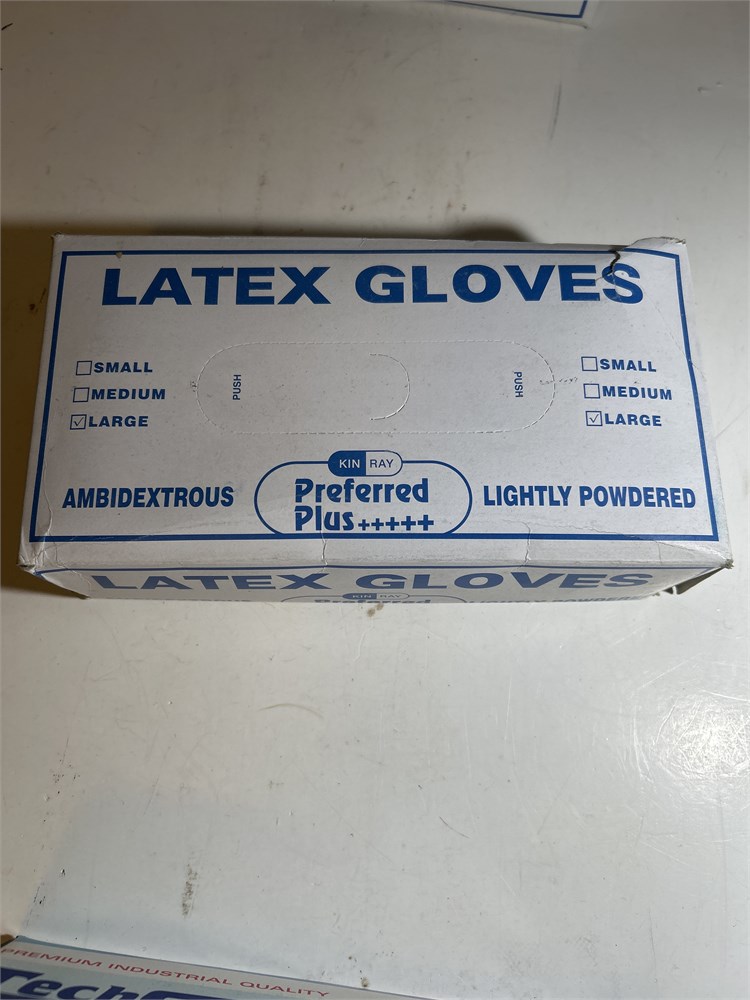 LATEX GLOVES
☐ SMALL
☐ MEDIUM
☑ LARGE
PUSH
PUSH
☐ SMALL
☐ MEDIUM
☑ LARGE
AMBIDEXTROUS
KIN RAY
Preferred
Plus +++++
LIGHTLY POWDERED
LATEX GLOVES
KIN RAY
Preferred
PREMIUM INDUSTRIAL QUALITY